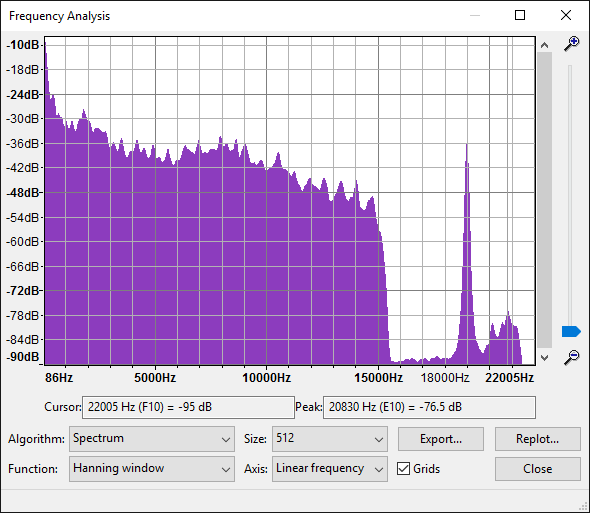 Frequency Analysis
-10dB
-18dB
-24dB
-30dB
-36dB
-42dB
-48dB
-54dB
-60dB
-66dB
-72dB
-78dB
-84dB
-90dB
86Hz 5000Hz 10000Hz 15000Hz 18000Hz 22005Hz
Cursor: 22005 Hz (F10) = -95 dB Peak: 20830 Hz (E10) = -76.5 dB
Algorithm: Spectrum Size: 512 Export... Replot...
Function: Hanning window Axis: Linear frequency Grids Close